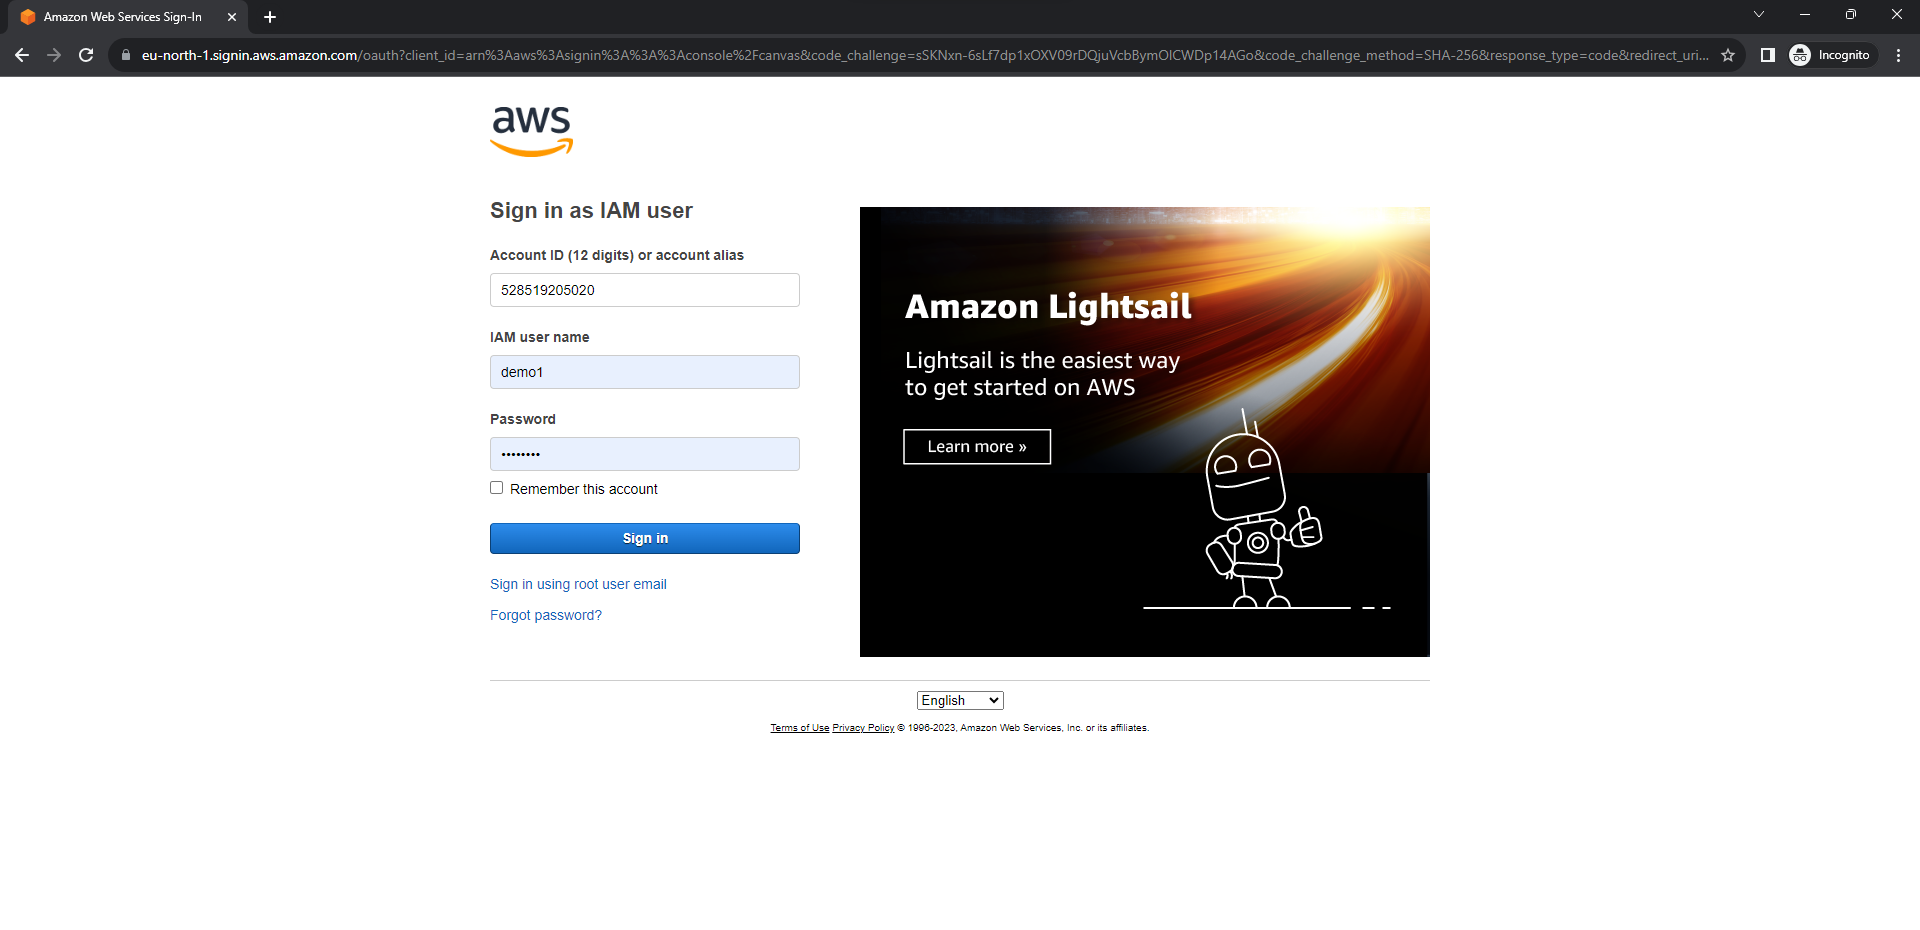 Amazon Web Services Sign-In
eu-north-1.signin.aws.amazon.com/oauth?client_id=arn%3Aaws%3Asignin%3A%3A%3Aconsole%2Fcanvas&code_challenge=sSKNxn-6sLf7dp1xOXV09rDQjuVcbBymOlCWDp14AGo&code_challenge_method=SHA-256&response_type=code&redirect_uri...
Incognito
aws
Sign in as IAM user
Account ID (12 digits) or account alias
528519205020
IAM user name
demo1
Password
••••••••
Remember this account
Sign in
Sign in using root user email
Forgot password?
Amazon Lightsail
Lightsail is the easiest way
to get started on AWS
Learn more »
English
Terms of Use Privacy Policy © 1996-2023, Amazon Web Services, Inc. or its affiliates.